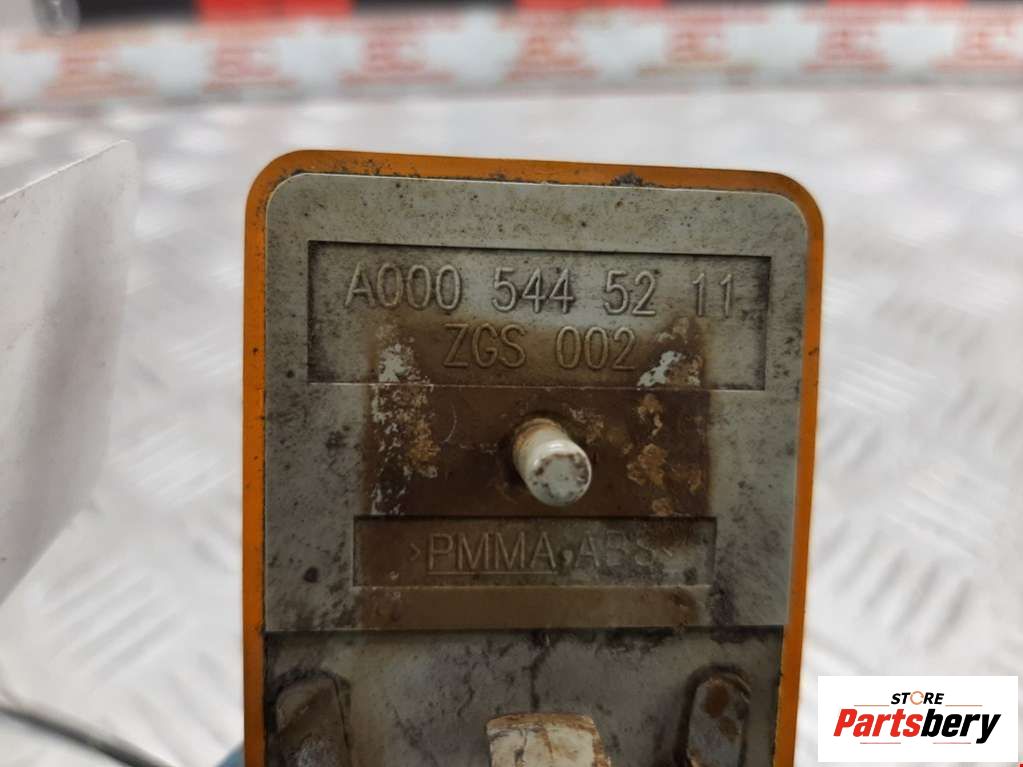 A000 544 52 11
ZGS 002
>PMMA,ABS<
STORE
Partsbery